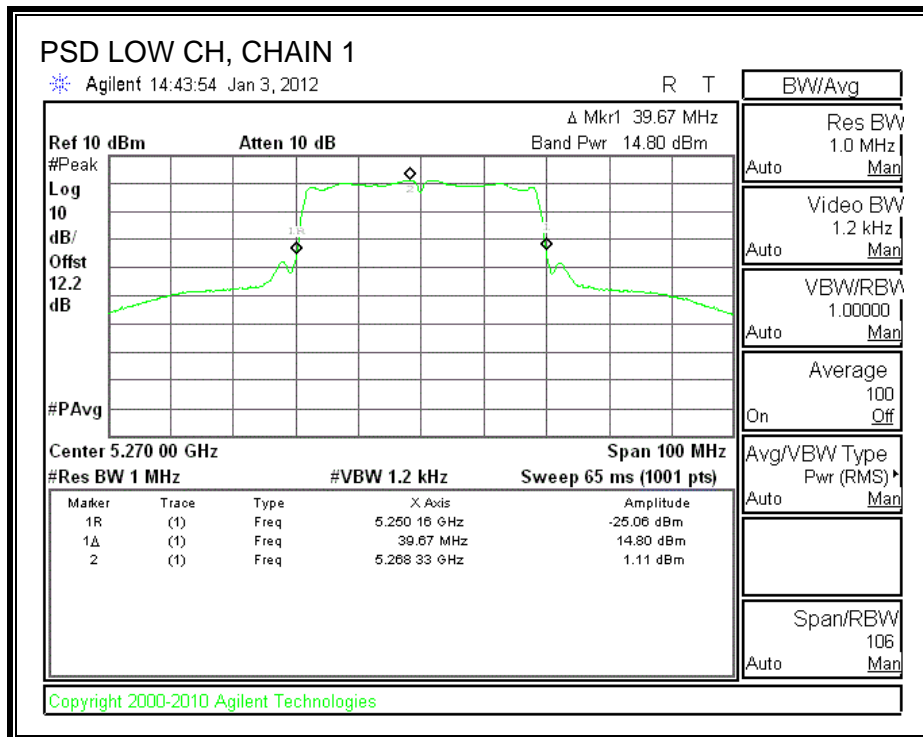 PSD LOW CH, CHAIN 1
Agilent 14:43:54 Jan 3, 2012 R T
Δ Mkr1 39.67 MHz
Ref 10 dBm Atten 10 dB Band Pwr 14.80 dBm
#Peak
Log
10
dB/
Offst
12.2
dB
#PAvg
1R
2
1
Center 5.270 00 GHz Span 100 MHz
#Res BW 1 MHz #VBW 1.2 kHz Sweep 65 ms (1001 pts)
Marker Trace Type X Axis Amplitude
1R (1) Freq 5.250 16 GHz -25.06 dBm
1Δ (1) Freq 39.67 MHz 14.80 dBm
2 (1) Freq 5.268 33 GHz 1.11 dBm
BW/Avg
Res BW
1.0 MHz
Auto Man
Video BW
1.2 kHz
Auto Man
VBW/RBW
1.00000
Auto Man
Average
100
On Off
Avg/VBW Type
Pwr (RMS)
Auto Man
Span/RBW
106
Auto Man
Copyright 2000-2010 Agilent Technologies